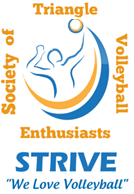 Society of
Triangle
Volleyball
Enthusiasts
STRIVE
"We Love Volleyball"